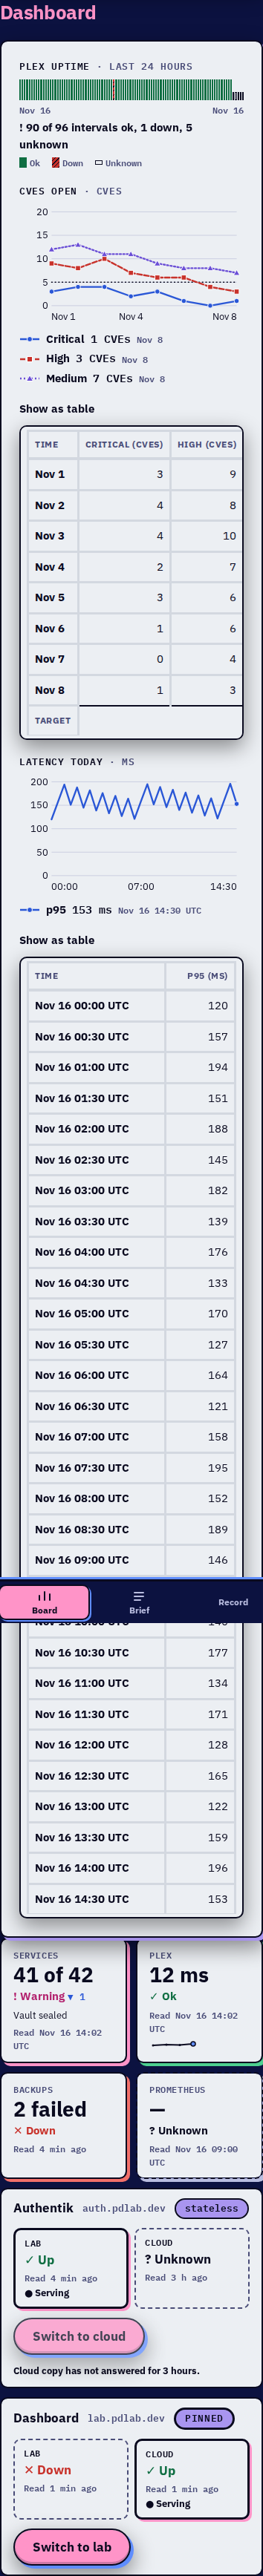 Dashboard
PLEX UPTIME · LAST 24 HOURS
Nov 16 Nov 16
! 90 of 96 intervals ok, 1 down, 5
unknown
Ok Down Unknown
CVES OPEN · CVES
20
15
10
5
0
Nov 1 Nov 4 Nov 8
Critical 1 CVEs Nov 8
High 3 CVEs Nov 8
Medium 7 CVEs Nov 8
Show as table
TIME CRITICAL (CVES) HIGH (CVES)
Nov 1 3 9
Nov 2 4 8
Nov 3 4 10
Nov 4 2 7
Nov 5 3 6
Nov 6 1 6
Nov 7 0 4
Nov 8 1 3
TARGET
LATENCY TODAY · MS
200
150
100
50
0
00:00 07:00 14:30
p95 153 ms Nov 16 14:30 UTC
Show as table
TIME P95 (MS)
Nov 16 00:00 UTC 120
Nov 16 00:30 UTC 157
Nov 16 01:00 UTC 194
Nov 16 01:30 UTC 151
Nov 16 02:00 UTC 188
Nov 16 02:30 UTC 145
Nov 16 03:00 UTC 182
Nov 16 03:30 UTC 139
Nov 16 04:00 UTC 176
Nov 16 04:30 UTC 133
Nov 16 05:00 UTC 170
Nov 16 05:30 UTC 127
Nov 16 06:00 UTC 164
Nov 16 06:30 UTC 121
Nov 16 07:00 UTC 158
Nov 16 07:30 UTC 195
Nov 16 08:00 UTC 152
Nov 16 08:30 UTC 189
Nov 16 09:00 UTC 146
Board Brief Record
Nov 16 10:30 UTC 177
Nov 16 11:00 UTC 134
Nov 16 11:30 UTC 171
Nov 16 12:00 UTC 128
Nov 16 12:30 UTC 165
Nov 16 13:00 UTC 122
Nov 16 13:30 UTC 159
Nov 16 14:00 UTC 196
Nov 16 14:30 UTC 153
SERVICES
41 of 42
! Warning ▼ 1
Vault sealed
Read Nov 16 14:02
UTC
PLEX
12 ms
✓ Ok
Read Nov 16 14:02
UTC
BACKUPS
2 failed
✕ Down
Read 4 min ago
PROMETHEUS
—
? Unknown
Read Nov 16 09:00
UTC
Authentik auth.pdlab.dev stateless
LAB
✓ Up
Read 4 min ago
● Serving
CLOUD
? Unknown
Read 3 h ago
Switch to cloud
Cloud copy has not answered for 3 hours.
Dashboard lab.pdlab.dev PINNED
LAB
✕ Down
Read 1 min ago
CLOUD
✓ Up
Read 1 min ago
● Serving
Switch to lab